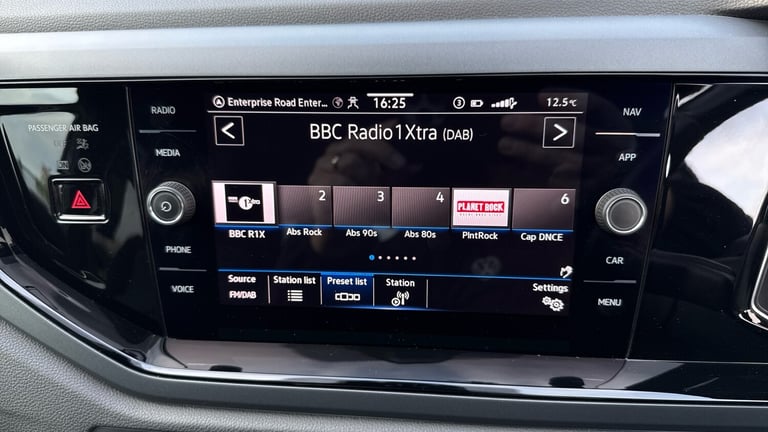 Enterprise Road Enter... 16:25 3 12.5°C
RADIO
NAV
BBC Radio 1Xtra (DAB)
PASSENGER AIR BAG
MEDIA
APP
1Xtra 2 3 4 PLANET ROCK 6
BBC R1X Abs Rock Abs 90s Abs 80s PlntRock Cap DNCE
PHONE
CAR
VOICE
MENU
Source Station list Preset list Station Settings
FM/DAB